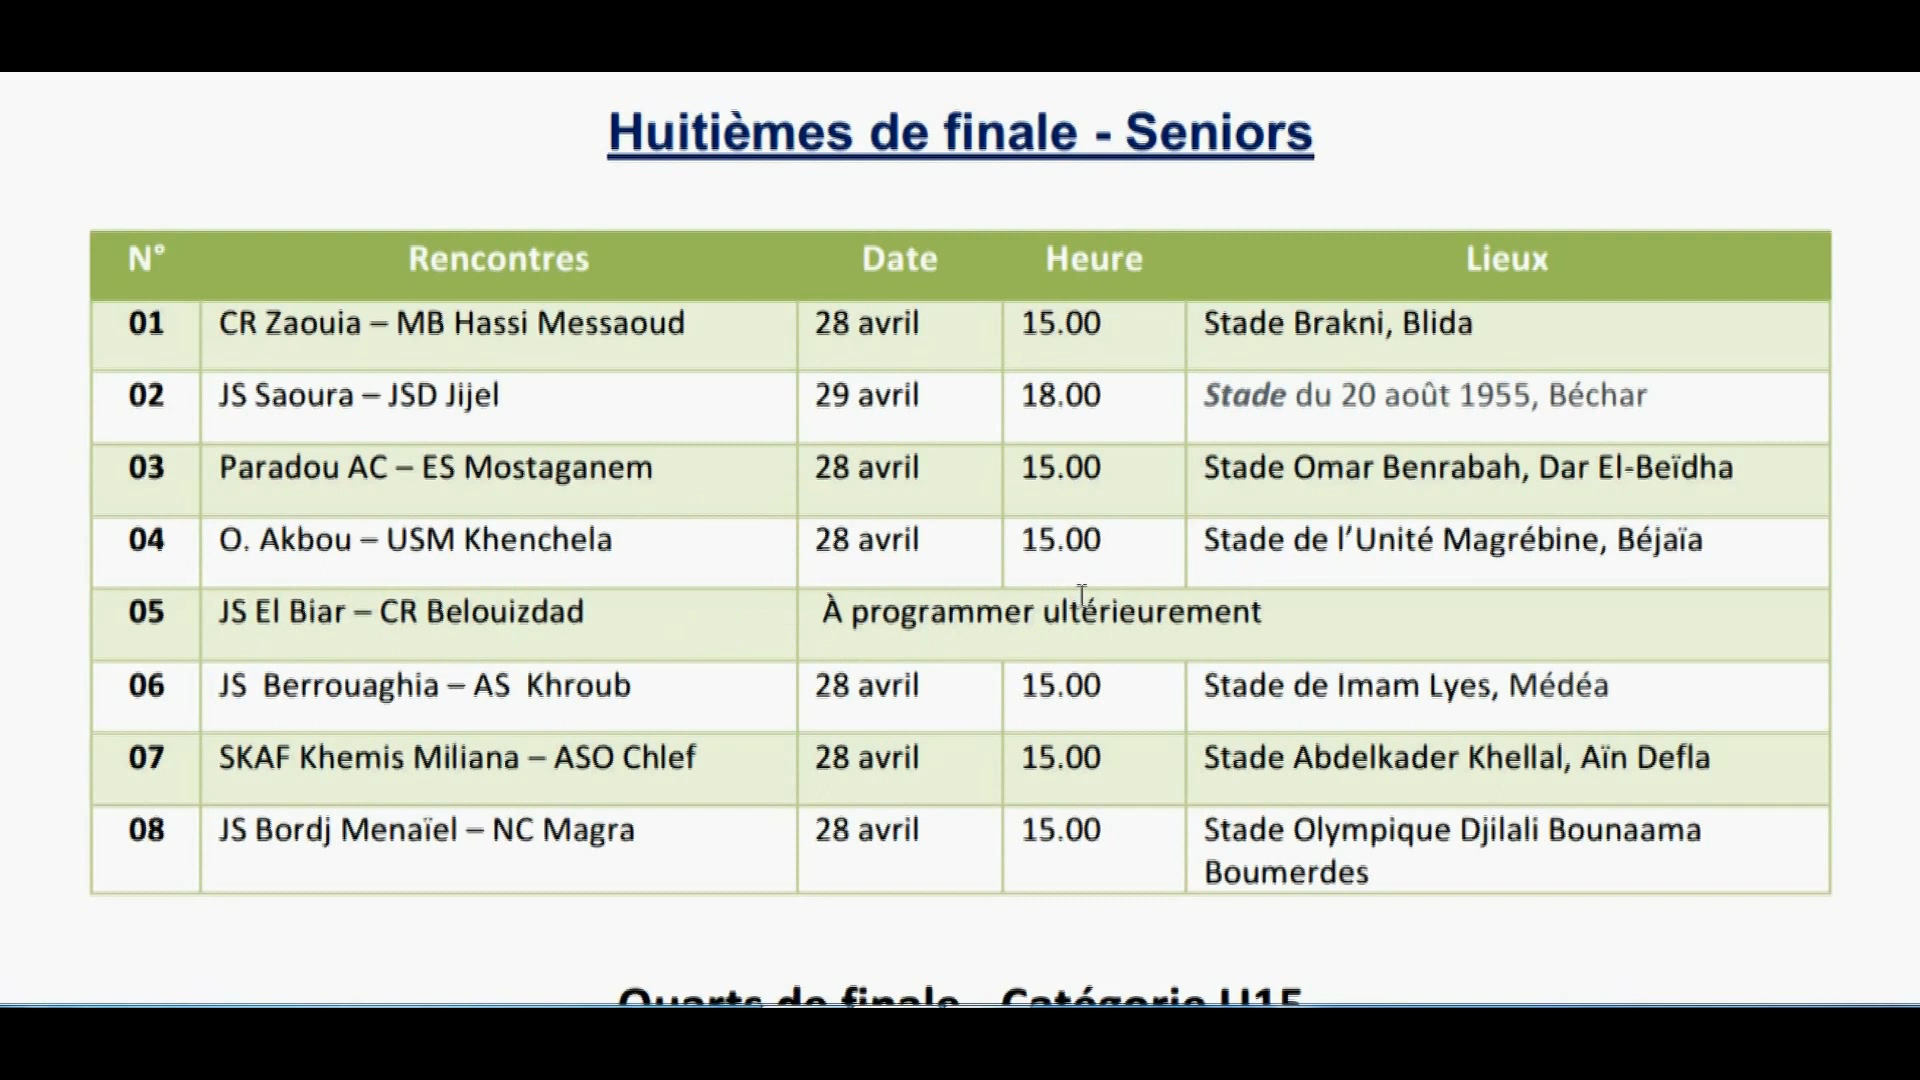 Huitièmes de finale - Seniors
N° Rencontres Date Heure Lieux
01 CR Zaouia – MB Hassi Messaoud 28 avril 15.00 Stade Brakni, Blida
02 JS Saoura – JSD Jijel 29 avril 18.00 Stade du 20 août 1955, Béchar
03 Paradou AC – ES Mostaganem 28 avril 15.00 Stade Omar Benrabah, Dar El-Beïdha
04 O. Akbou – USM Khenchela 28 avril 15.00 Stade de l’Unité Magrébine, Béjaïa
05 JS El Biar – CR Belouizdad À programmer ultérieurement
06 JS Berrouaghia – AS Khroub 28 avril 15.00 Stade de Imam Lyes, Médéa
07 SKAF Khemis Miliana – ASO Chlef 28 avril 15.00 Stade Abdelkader Khellal, Aïn Defla
08 JS Bordj Menaïel – NC Magra 28 avril 15.00 Stade Olympique Djilali Bounaama
Boumerdes
Quarts de finale - Catégorie U15